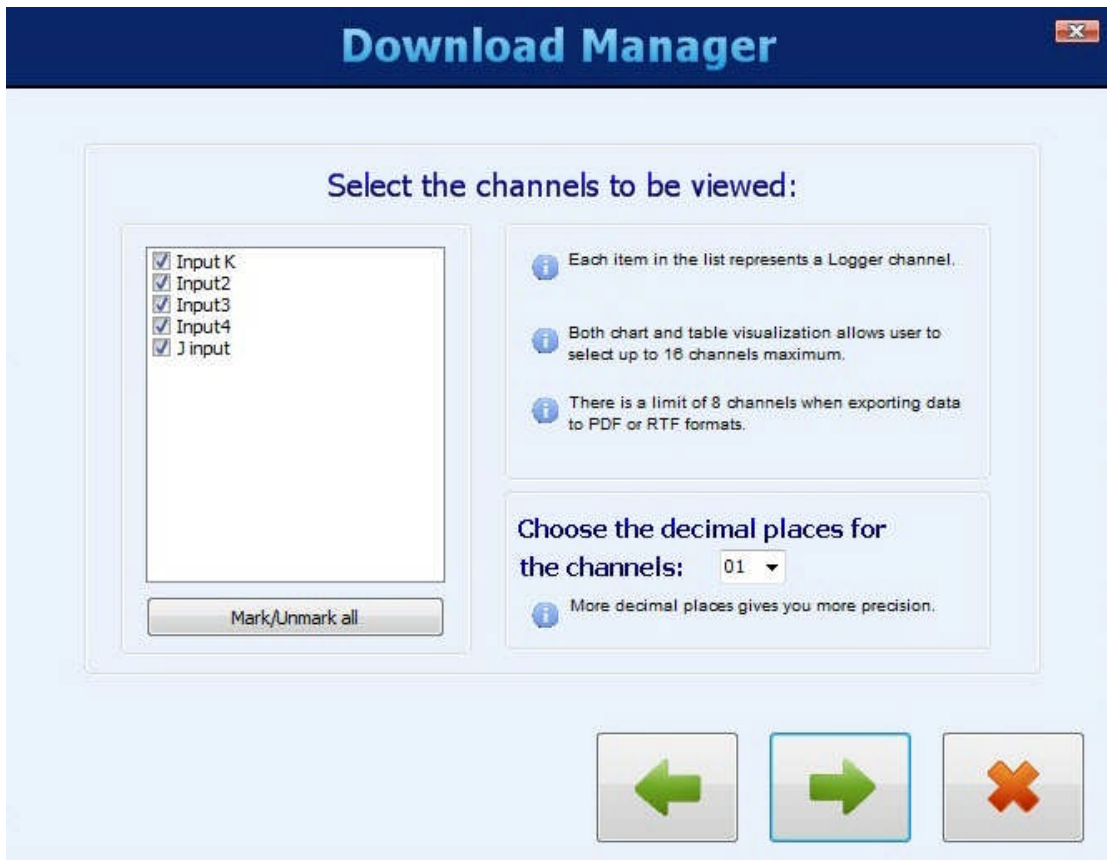 Download Manager
Select the channels to be viewed:
Input K
Input2
Input3
Input4
J input
Mark/Unmark all
Each item in the list represents a Logger channel.
Both chart and table visualization allows user to
select up to 16 channels maximum.
There is a limit of 8 channels when exporting data
to PDF or RTF formats.
Choose the decimal places for
the channels: 01
More decimal places gives you more precision.